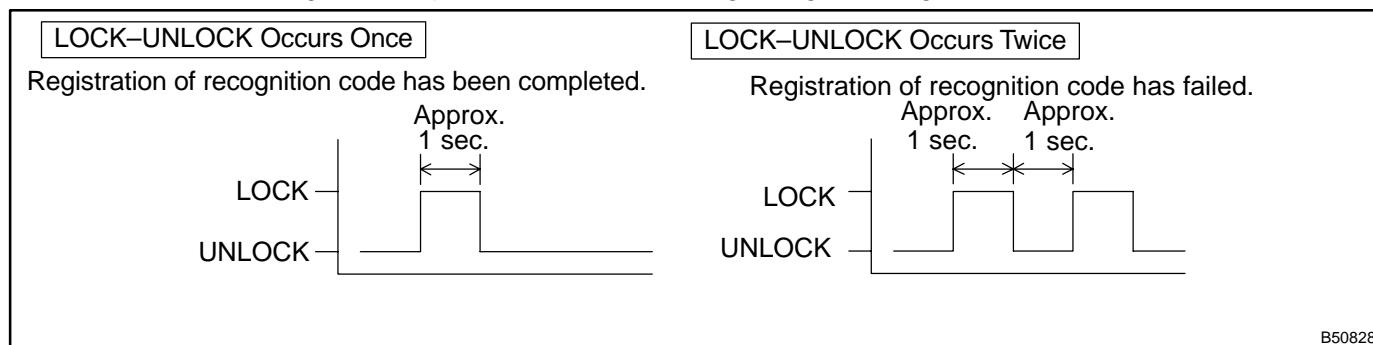 LOCK–UNLOCK Occurs Once
Registration of recognition code has been completed.
Approx.
1 sec.
LOCK
UNLOCK
LOCK–UNLOCK Occurs Twice
Registration of recognition code has failed.
Approx. Approx.
1 sec. 1 sec.
LOCK
UNLOCK
B50828